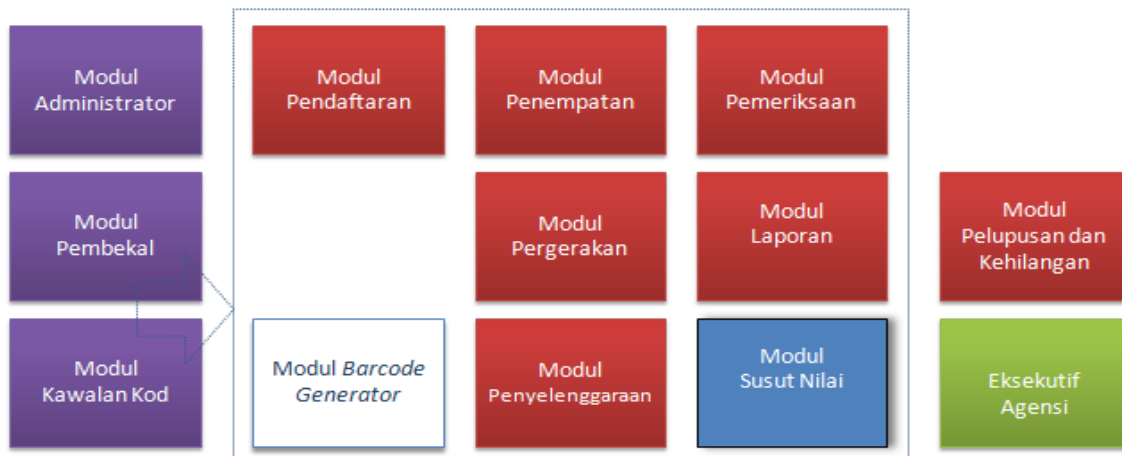 Modul
Administrator
Modul
Pendaftaran
Modul
Penempatan
Modul
Pemeriksaan
Modul
Pembekal
Modul
Pergerakan
Modul
Laporan
Modul
Pelupusan dan
Kehilangan
Modul
Kawalan Kod
Modul Barcode
Generator
Modul
Penyelenggaraan
Modul
Susut Nilai
Eksekutif
Agensi